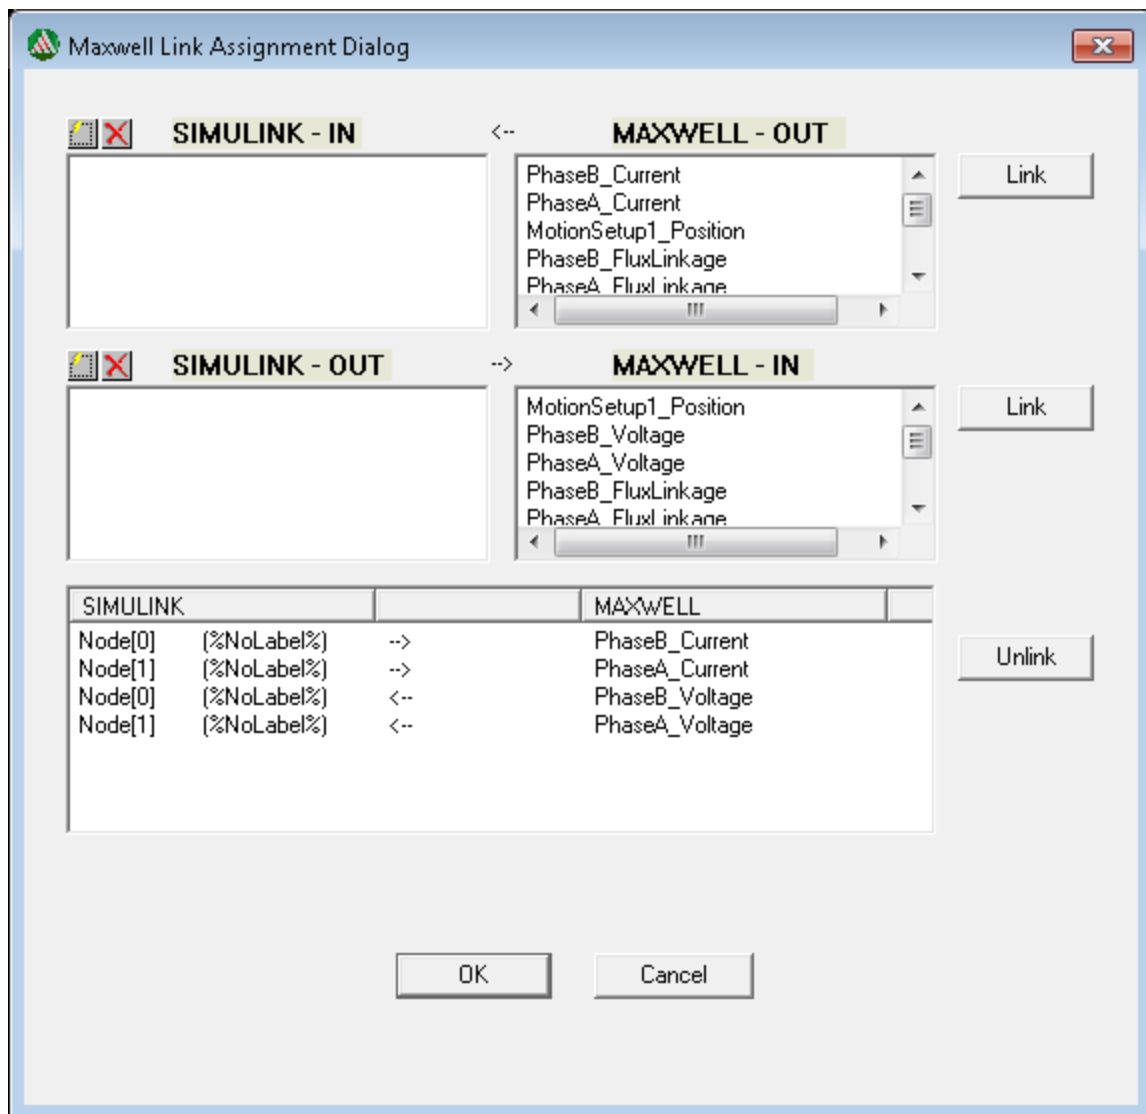 Maxwell Link Assignment Dialog
SIMULINK - IN <-- MAXWELL - OUT
PhaseB_Current
PhaseA_Current
MotionSetup1_Position
PhaseB_FluxLinkage
PhaseA_FluxLinkage
Link
SIMULINK - OUT --> MAXWELL - IN
MotionSetup1_Position
PhaseB_Voltage
PhaseA_Voltage
PhaseB_FluxLinkage
PhaseA_FluxLinkage
Link
SIMULINK MAXWELL
Node[0] (%NoLabel%) --> PhaseB_Current
Node[1] (%NoLabel%) --> PhaseA_Current
Node[0] (%NoLabel%) <-- PhaseB_Voltage
Node[1] (%NoLabel%) <-- PhaseA_Voltage
Unlink
OK Cancel